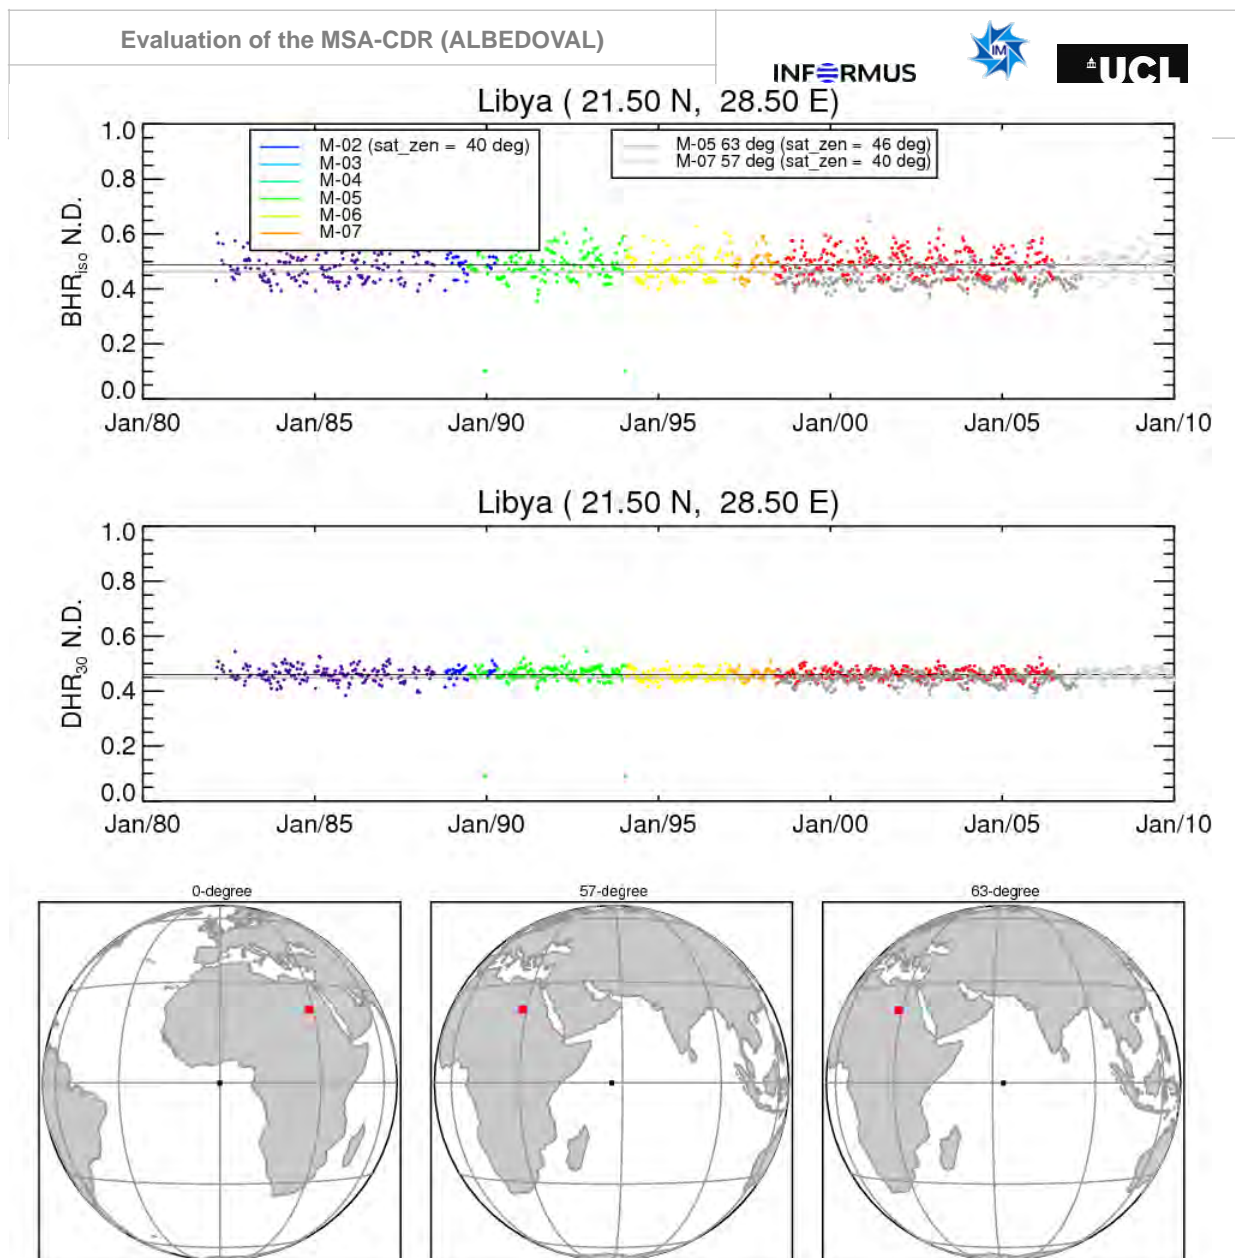 Evaluation of the MSA-CDR (ALBEDOVAL)
INFORMUS
IM
UCL
Libya ( 21.50 N, 28.50 E)
BHRiso N.D.
1.0
0.8
0.6
0.4
0.2
0.0
M-02 (sat_zen = 40 deg)
M-03
M-04
M-05
M-06
M-07
M-05 63 deg (sat_zen = 46 deg)
M-07 57 deg (sat_zen = 40 deg)
Jan/80 Jan/85 Jan/90 Jan/95 Jan/00 Jan/05 Jan/10
Libya ( 21.50 N, 28.50 E)
DHR30 N.D.
1.0
0.8
0.6
0.4
0.2
0.0
Jan/80 Jan/85 Jan/90 Jan/95 Jan/00 Jan/05 Jan/10
0-degree 57-degree 63-degree